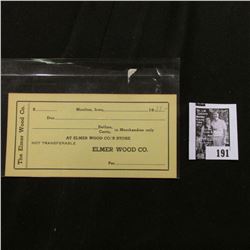 The Elmer Wood Co.
$ Moulton, Iowa, 19
Due
Dollars,
Cents, in Merchandise only
AT ELMER WOOD CO.'S STORE
NOT TRANSFERABLE
ELMER WOOD CO.
Per
191